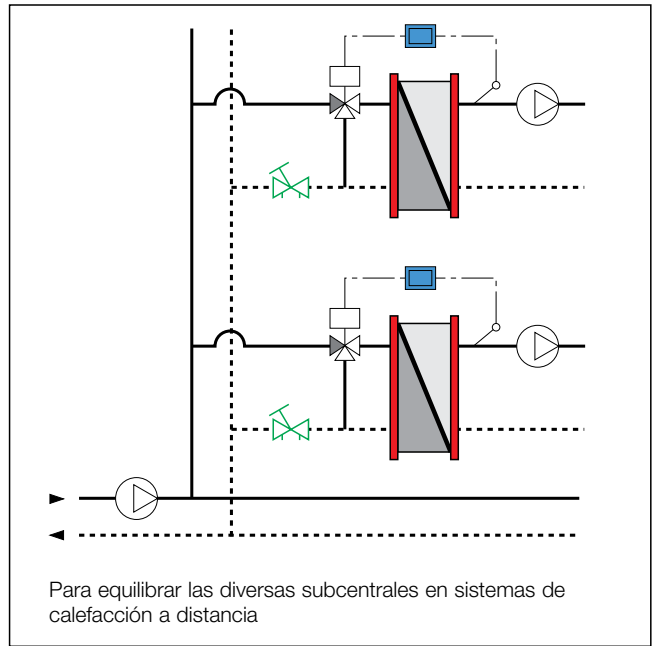 Para equilibrar las diversas subcentrales en sistemas de
calefacción a distancia